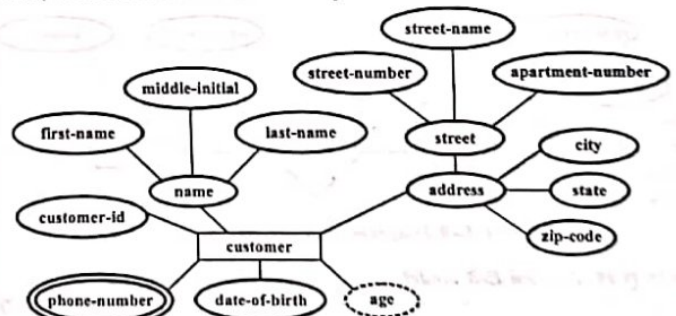 street-name
street-number
apartment-number
middle-initial
first-name
last-name
street
city
name
address
state
customer-id
customer
zip-code
phone-number
date-of-birth
age